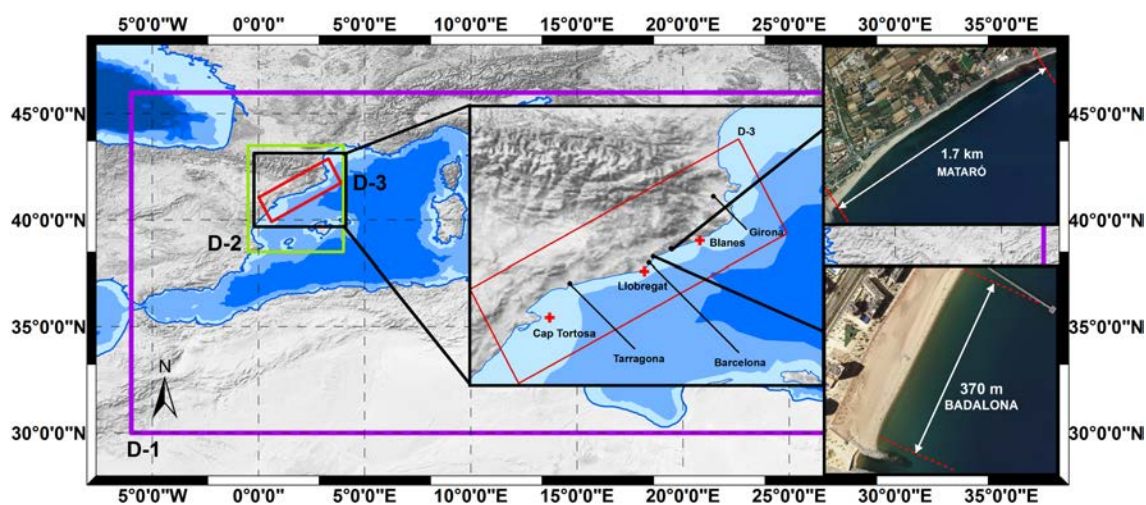 5°0'0"W 0°0'0" 5°0'0"E 10°0'0"E 15°0'0"E 20°0'0"E 25°0'0"E 30°0'0"E 35°0'0"E
45°0'0"N
40°0'0"N
35°0'0"N
30°0'0"N
D-1
D-2
D-3
N
D-3
Girona
Blanes
Llobregat
Cap Tortosa
Tarragona
Barcelona
1.7 km
MATARÓ
370 m
BADALONA
45°0'0"N
40°0'0"N
35°0'0"N
30°0'0"N
5°0'0"W 0°0'0" 5°0'0"E 10°0'0"E 15°0'0"E 20°0'0"E 25°0'0"E 30°0'0"E 35°0'0"E